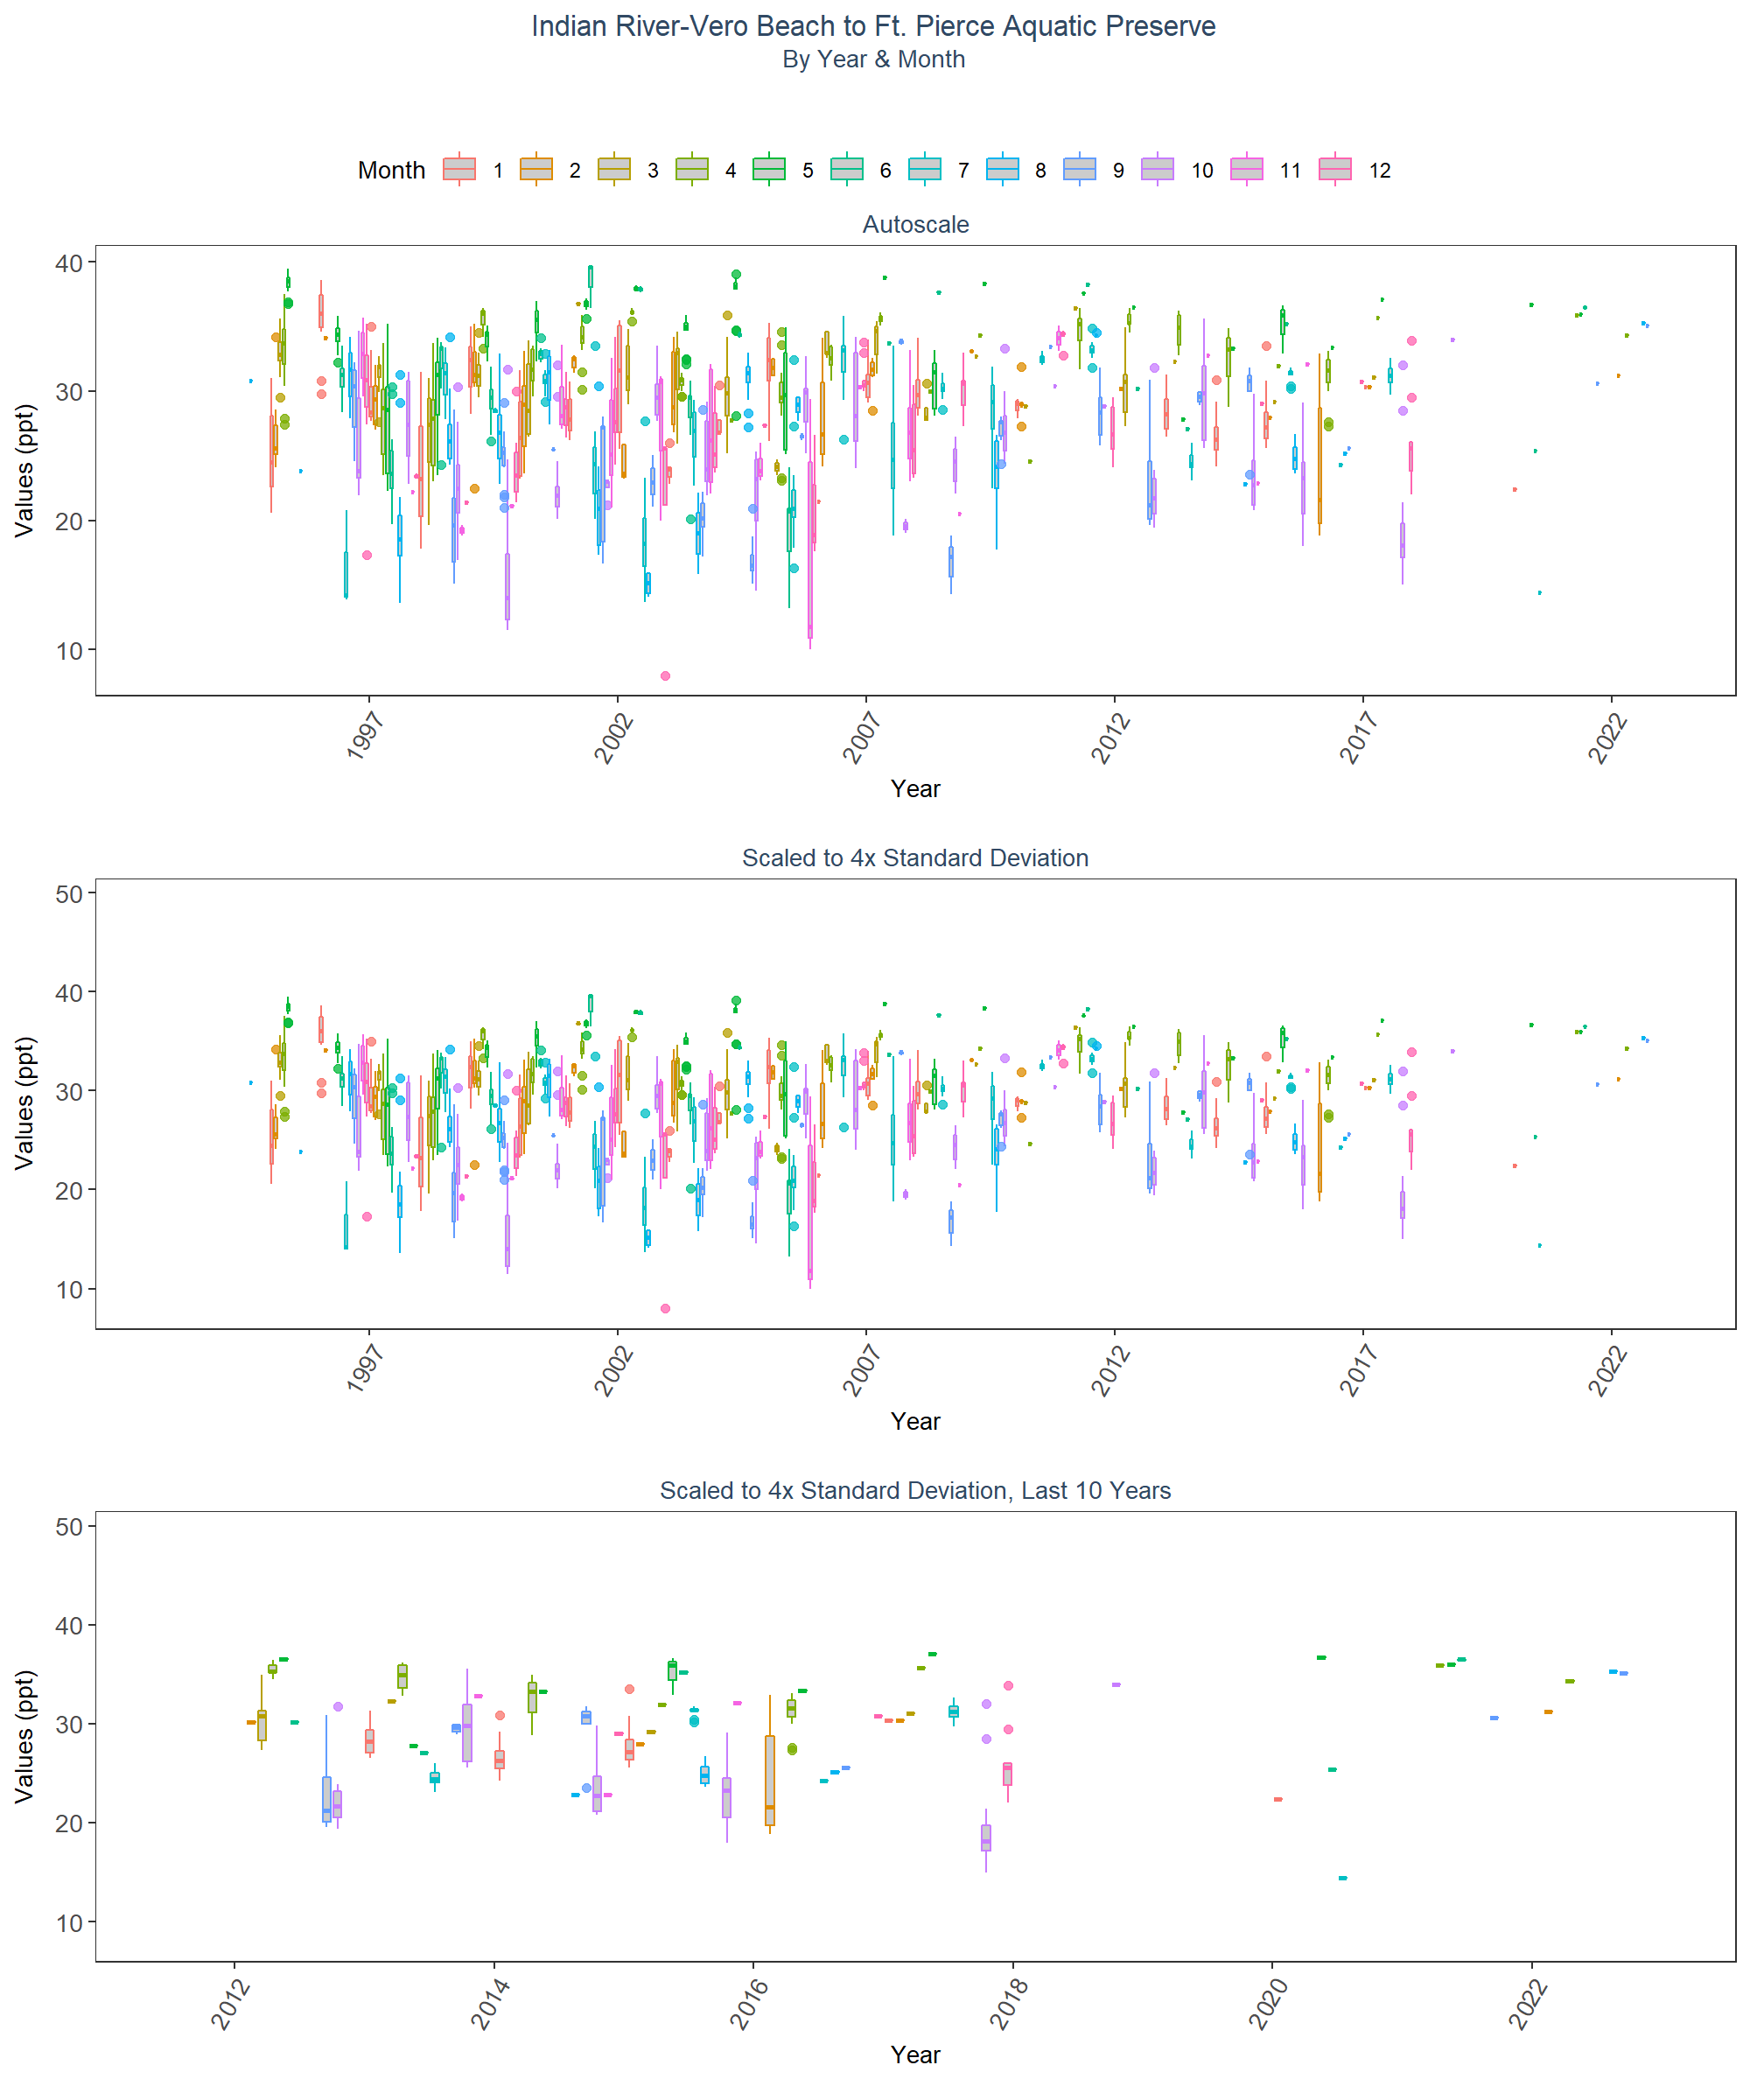 Indian River-Vero Beach to Ft. Pierce Aquatic Preserve
By Year & Month
Month 1 2 3 4 5 6 7 8 9 10 11 12
Autoscale
Values (ppt)
40
30
20
10
1997 2002 2007 2012 2017 2022
Year
Scaled to 4x Standard Deviation
Values (ppt)
50
40
30
20
10
1997 2002 2007 2012 2017 2022
Year
Scaled to 4x Standard Deviation, Last 10 Years
Values (ppt)
50
40
30
20
10
2012 2014 2016 2018 2020 2022
Year